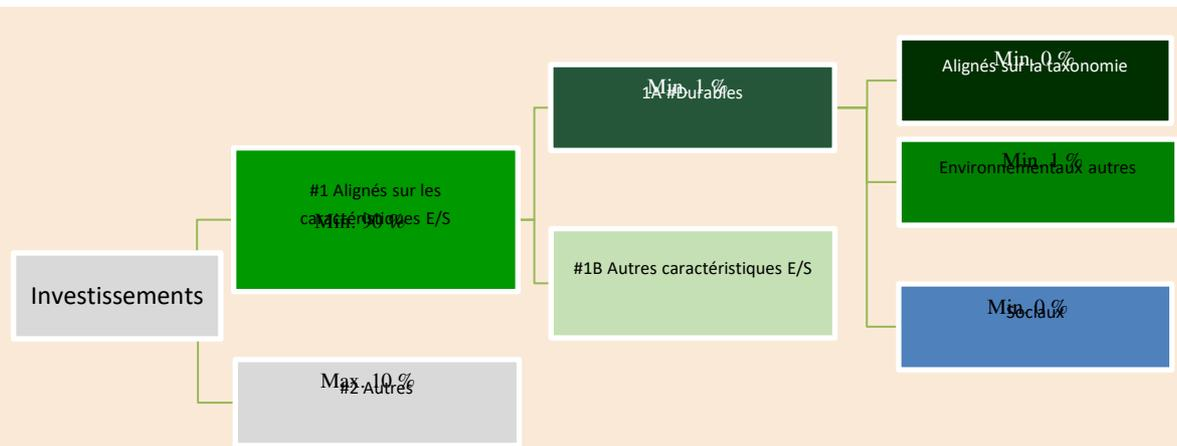 Investissements
#1 Alignés sur les
caractéristiques E/S
Min. 90 %
#2 Autres
Max. 10 %
1A #Durables
Min. 1 %
#1B Autres caractéristiques E/S
Alignés sur la taxonomie
Min. 0 %
Environnementaux autres
Min. 1 %
Sociaux
Min. 0 %